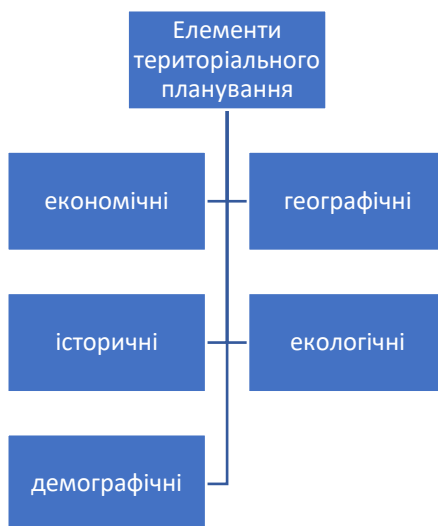 Елементи
територіального
планування
економічні
географічні
історичні
екологічні
демографічні